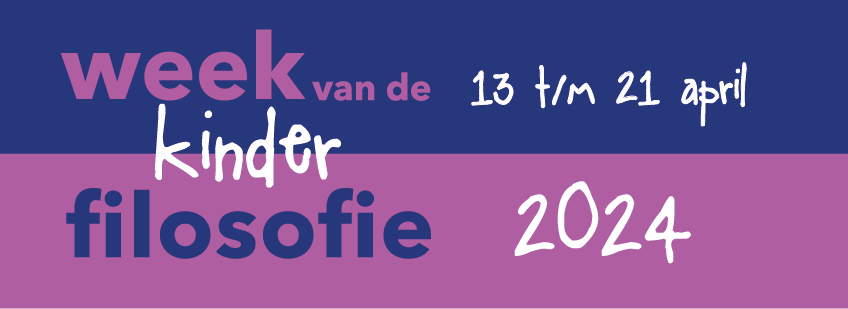 week van de
kinder
filosofie
13 t/m 21 april
2024